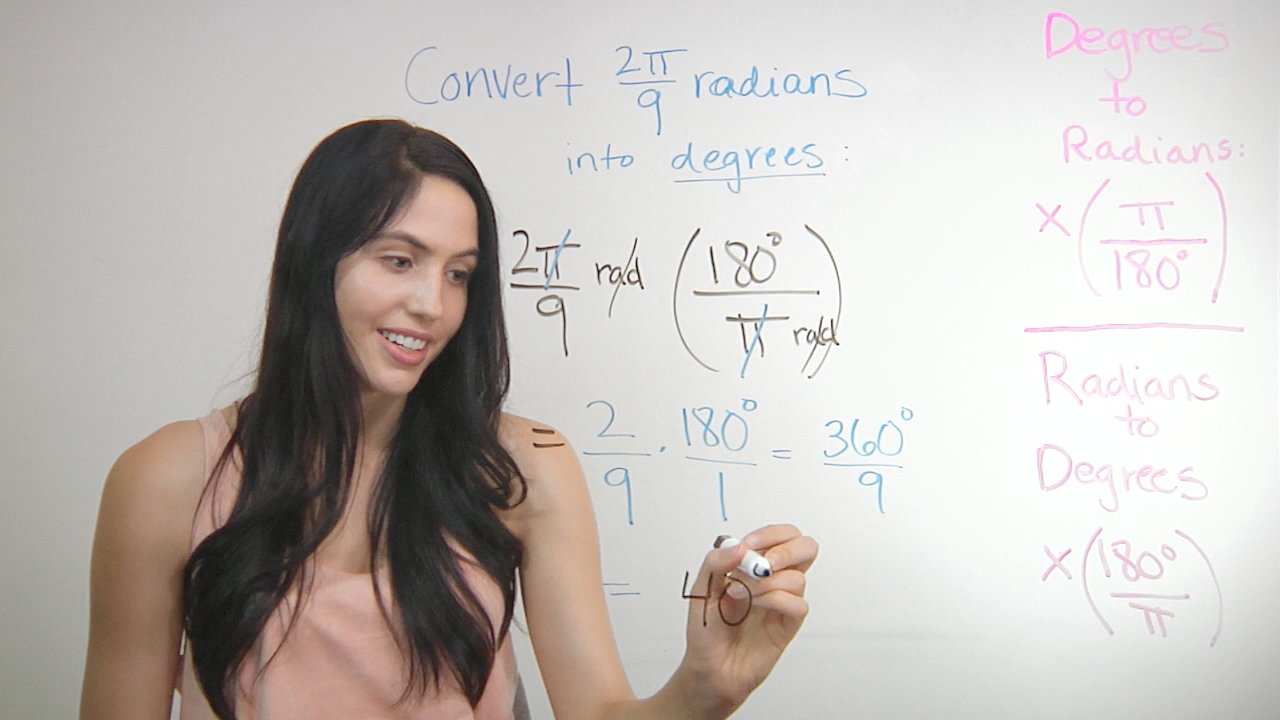 Convert 2π/9 radians
into degrees:
2π/9 rad (180°/π rad)
= 2/9 · 180°/1 = 360°/9
= 40
Degrees
to
Radians:
× (π/180°)
Radians
to
Degrees
× (180°/π)